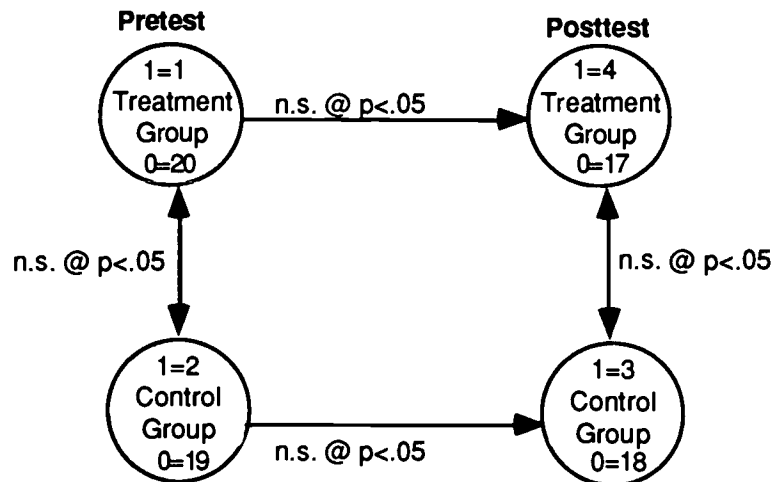 Pretest
Posttest
1=1
Treatment
Group
0=20
n.s. @ p<.05
1=4
Treatment
Group
0=17
n.s. @ p<.05
n.s. @ p<.05
1=2
Control
Group
0=19
n.s. @ p<.05
1=3
Control
Group
0=18